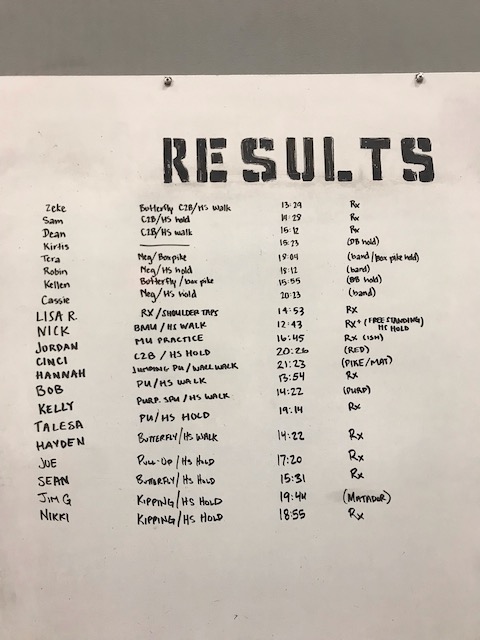 RESULTS
Zeke Butterfly C2B/HS walk 13:29 Rx
Sam C2B/HS hold 14:28 Rx
Dean C2B/HS walk 15:12 Rx
Kirtis 15:23 (DB hold)
Tera Neg/Box pike 15:04 (band/Box pike hold)
Robin Neg/HS hold 18:12 (band)
Kellen Butterfly/box pike 15:55 (BB hold)
Cassie Neg/HS hold 20:23 (band)
LISA R. RX/SHOULDER TAPS 14:53 Rx
NICK BMU/HS WALK 12:43 Rx+ (FREE STANDING) HS HOLD
JORDAN MU PRACTICE 16:45 Rx (ISH)
CINCI C2B/HS HOLD 20:26 (RED)
HANNAH JUMPING PU/WALL WALK 21:23 (PIKE/MAT)
BOB PU/HS WALK 13:54 Rx
KELLY PURP. SPU/HS WALK 14:22 (PURP)
TALESA PU/HS HOLD 19:14 Rx
HAYDEN BUTTERFLY/HS WALK 14:22 Rx
JOE PULL-UP/HS HOLD 17:20 Rx
SEAN BUTTERFLY/HS HOLD 15:31 Rx
JIM G KIPPING/HS HOLD 19:44 (MATADOR)
NIKKI KIPPING/HS HOLD 18:55 Rx